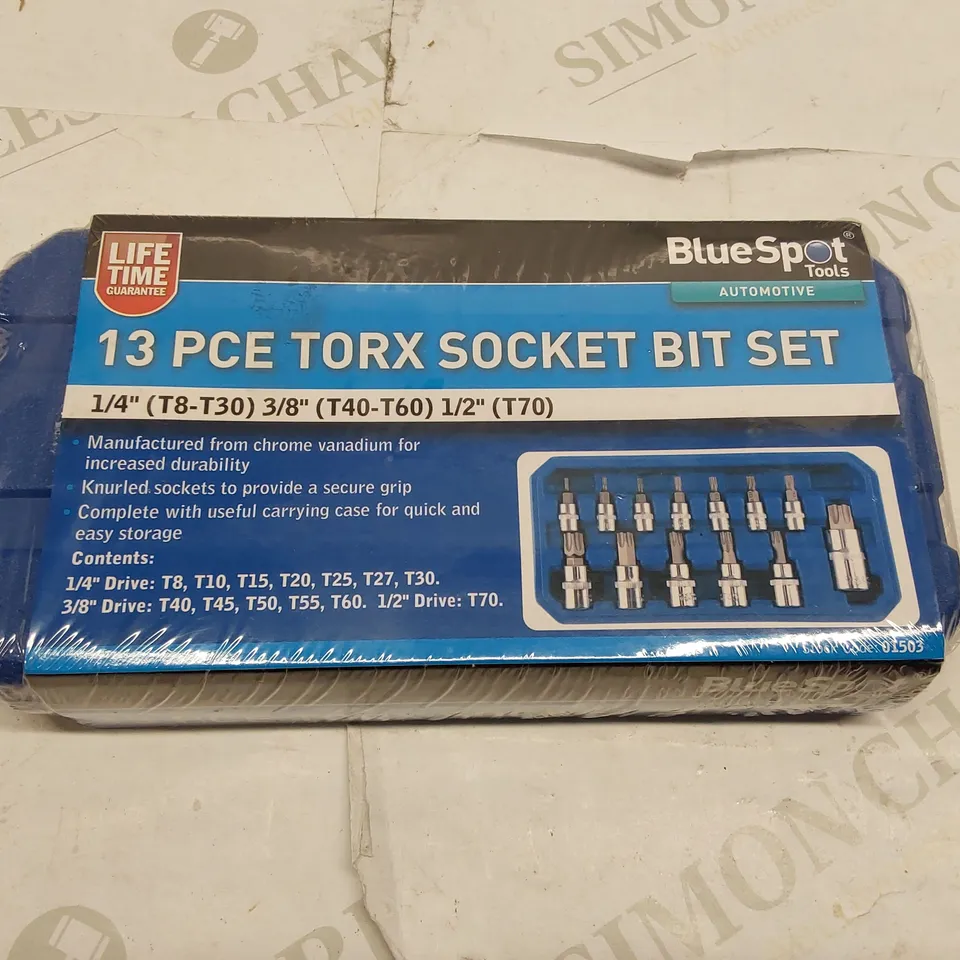 LIFE
TIME
GUARANTEE
BlueSpot®
Tools
AUTOMOTIVE
13 PCE TORX SOCKET BIT SET
1/4" (T8-T30) 3/8" (T40-T60) 1/2" (T70)
• Manufactured from chrome vanadium for
increased durability
• Knurled sockets to provide a secure grip
• Complete with useful carrying case for quick and
easy storage
Contents:
1/4" Drive: T8, T10, T15, T20, T25, T27, T30.
3/8" Drive: T40, T45, T50, T55, T60. 1/2" Drive: T70.
01503
BlueSp
SIMON CHA